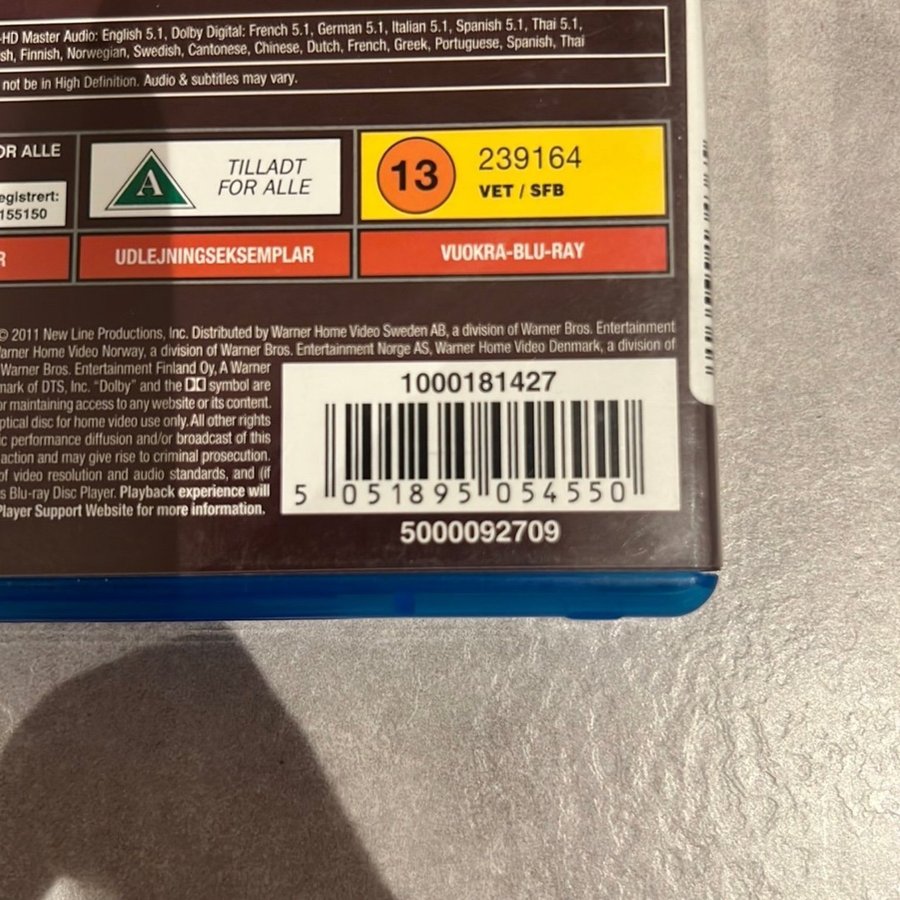 -HD Master Audio: English 5.1, Dolby Digital: French 5.1, German 5.1, Italian 5.1, Spanish 5.1, Thai 5.1,
sh, Finnish, Norwegian, Swedish, Cantonese, Chinese, Dutch, French, Greek, Portuguese, Spanish, Thai
not be in High Definition. Audio & subtitles may vary.
OR ALLE
egistrert:
155150
A
TILLADT
FOR ALLE
13
239164
VET / SFB
R
UDLEJNINGSEKSEMPLAR
VUOKRA-BLU-RAY
© 2011 New Line Productions, Inc. Distributed by Warner Home Video Sweden AB, a division of Warner Bros. Entertainment
arner Home Video Norway, a division of Warner Bros. Entertainment Norge AS, Warner Home Video Denmark, a division of
Warner Bros. Entertainment Finland Oy, A Warner
mark of DTS, Inc. "Dolby" and the symbol are
or maintaining access to any website or its content.
ptical disc for home video use only. All other rights
ic performance diffusion and/or broadcast of this
action and may give rise to criminal prosecution.
of video resolution and audio standards, and (if
s Blu-ray Disc Player. Playback experience will
Player Support Website for more information.
1000181427
5 051895 054550
5000092709